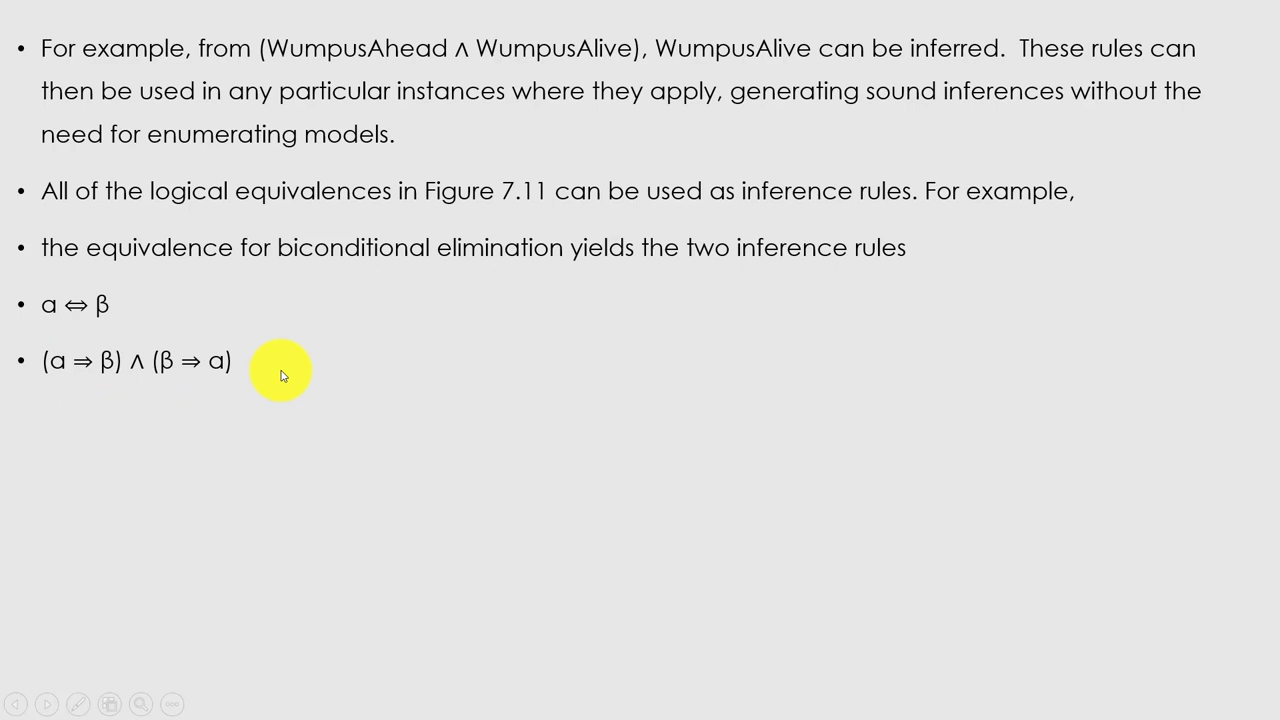 • For example, from (WumpusAhead ∧ WumpusAlive), WumpusAlive can be inferred.  These rules can
then be used in any particular instances where they apply, generating sound inferences without the
need for enumerating models.
• All of the logical equivalences in Figure 7.11 can be used as inference rules. For example,
• the equivalence for biconditional elimination yields the two inference rules
• α ⇔ β
• (α ⇒ β) ∧ (β ⇒ α)